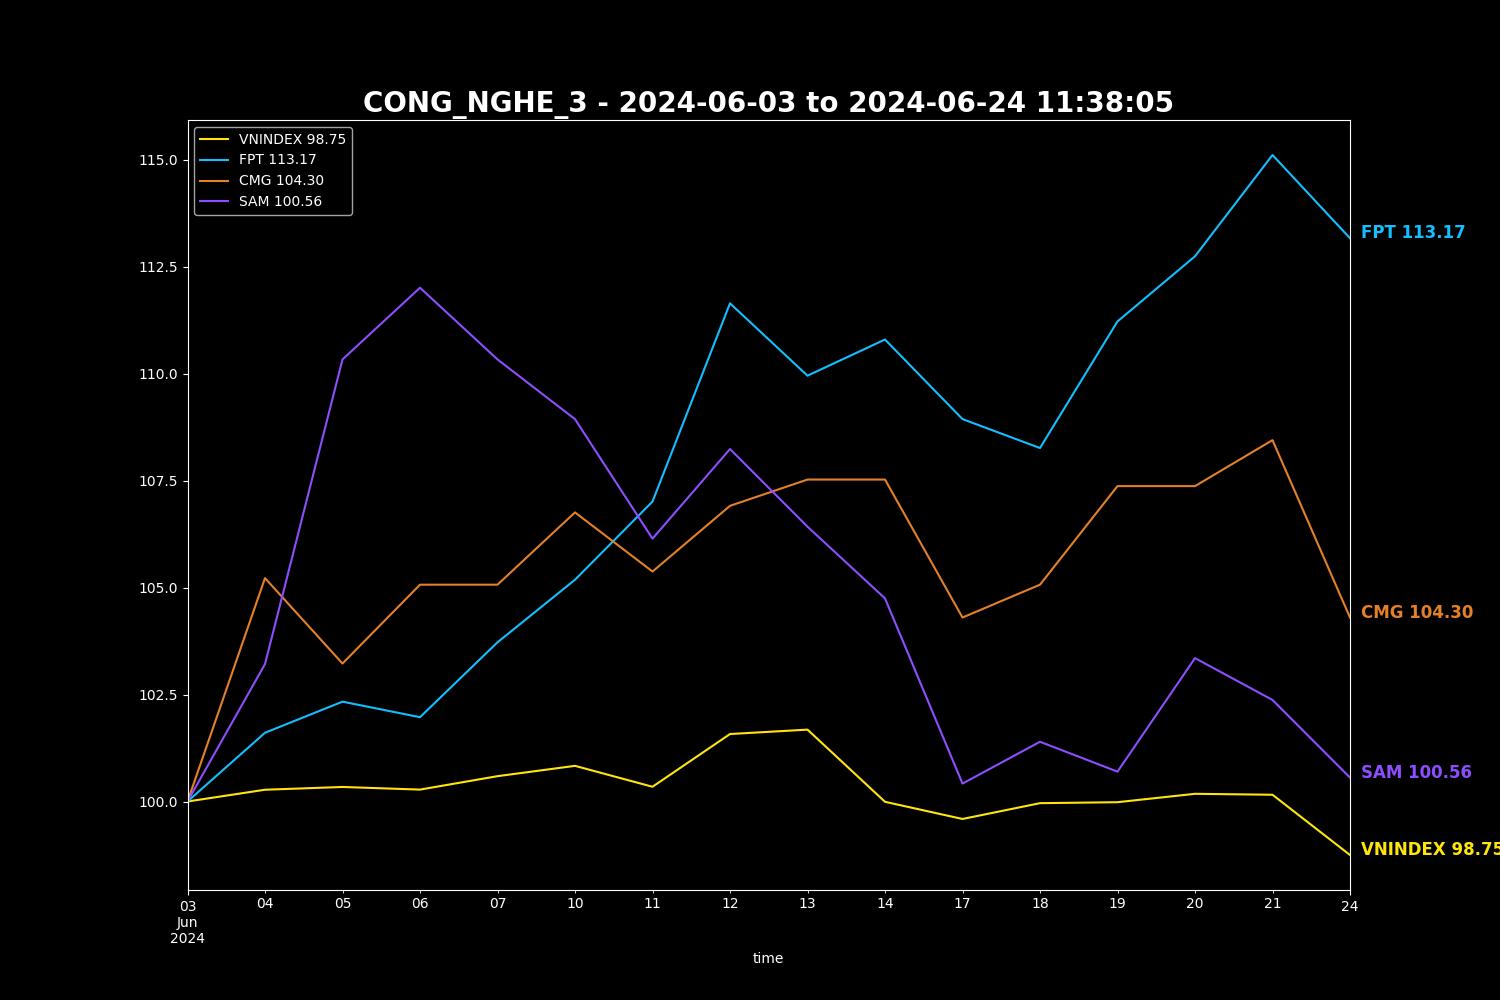 CONG_NGHE_3 - 2024-06-03 to 2024-06-24 11:38:05
VNINDEX 98.75
FPT 113.17
CMG 104.30
SAM 100.56
115.0
112.5
110.0
107.5
105.0
102.5
100.0
FPT 113.17
CMG 104.30
SAM 100.56
VNINDEX 98.75
03 04 05 06 07 10 11 12 13 14 17 18 19 20 21 24
Jun
2024
time